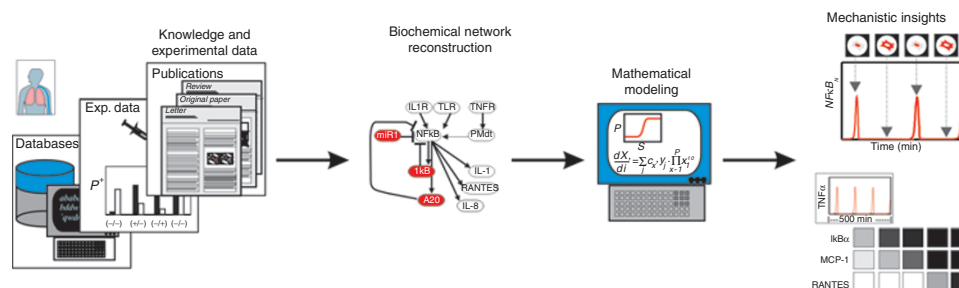 Knowledge and
experimental data
Publications
Review
Original paper
Letter
Exp. data
Databases
P+
(–/–) (+/–) (–/+) (–/–)
Biochemical network
reconstruction
IL1R TLR TNFR
miR1 NFkB PMdt
1kB IL-1
RANTES
A20 IL-8
Mathematical
modeling
P
S
Mechanistic insights
NFkB N
Time (min)
TNFα
500 min
IkBα
MCP-1
RANTES